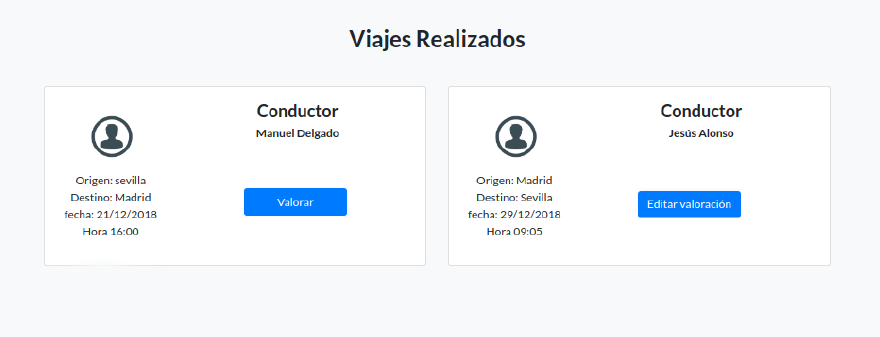 Viajes Realizados
Conductor
Manuel Delgado
Origen: sevilla
Destino: Madrid
fecha: 21/12/2018
Hora 16:00
Valorar
Conductor
Jesús Alonso
Origen: Madrid
Destino: Sevilla
fecha: 29/12/2018
Hora 09:05
Editar valoración